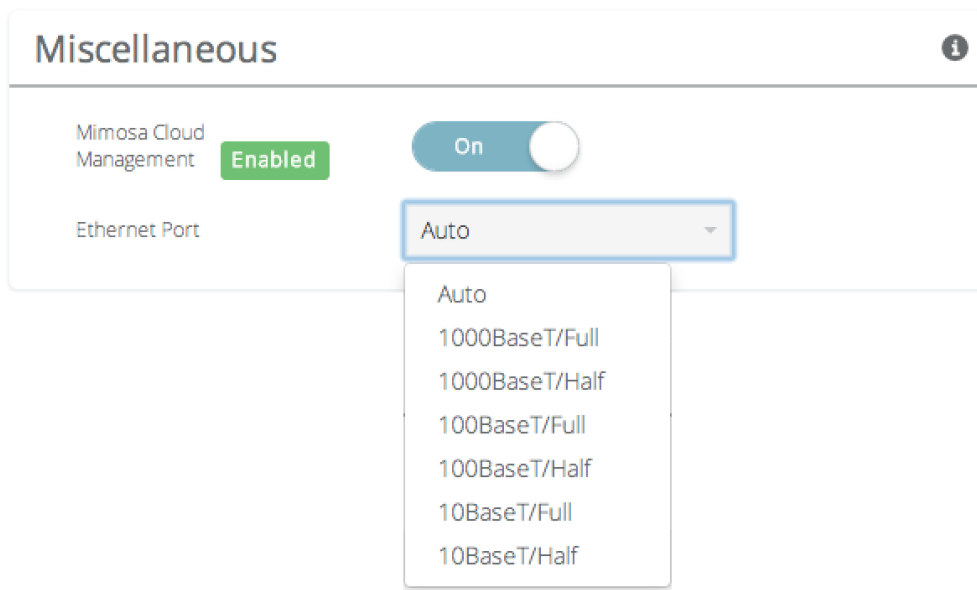 Miscellaneous
Mimosa Cloud
Management Enabled
On
Ethernet Port
Auto
Auto
1000BaseT/Full
1000BaseT/Half
100BaseT/Full
100BaseT/Half
10BaseT/Full
10BaseT/Half